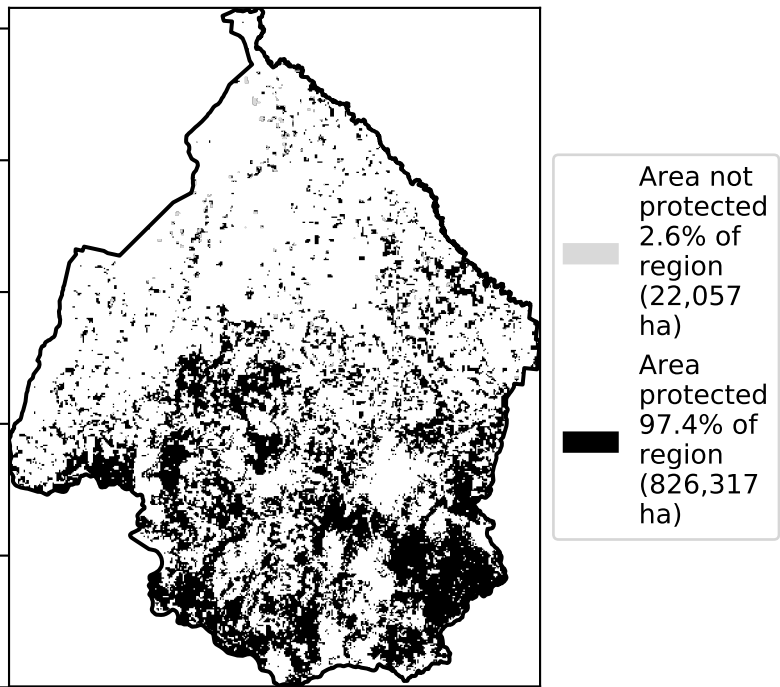 Area not
protected
2.6% of
region
(22,057
ha)
Area
protected
97.4% of
region
(826,317
ha)